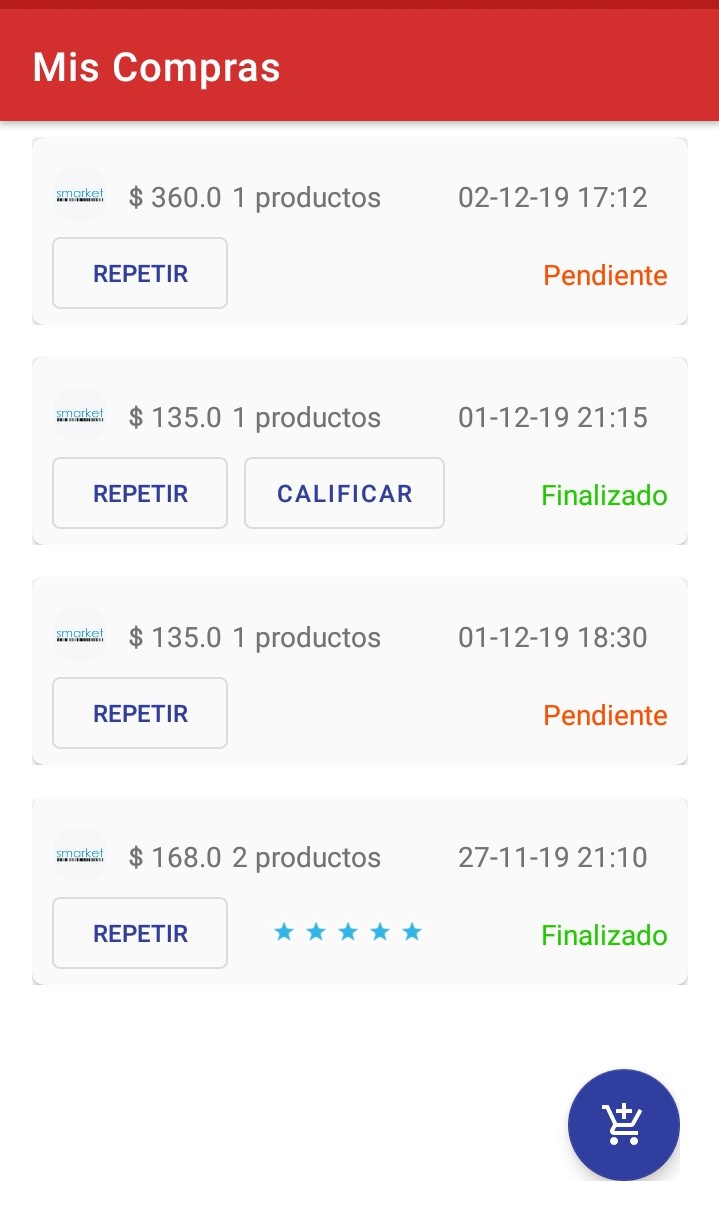 Mis Compras
smarket $ 360.0 1 productos 02-12-19 17:12
REPETIR Pendiente
smarket $ 135.0 1 productos 01-12-19 21:15
REPETIR CALIFICAR Finalizado
smarket $ 135.0 1 productos 01-12-19 18:30
REPETIR Pendiente
smarket $ 168.0 2 productos 27-11-19 21:10
REPETIR Finalizado